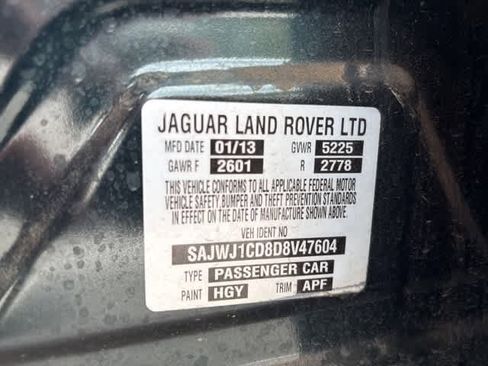 JAGUAR LAND ROVER LTD
MFD DATE 01/13 GVWR 5225
GAWR F 2601 R 2778
THIS VEHICLE CONFORMS TO ALL APPLICABLE FEDERAL MOTOR
VEHICLE SAFETY BUMPER AND THEFT PREVENTION STANDARDS
IN EFFECT ON THE DATE OF MANUFACTURE SHOWN ABOVE.
VEH IDENT NO
SAJWJ1CD8D8V47604
TYPE PASSENGER CAR
PAINT HGY TRIM APF